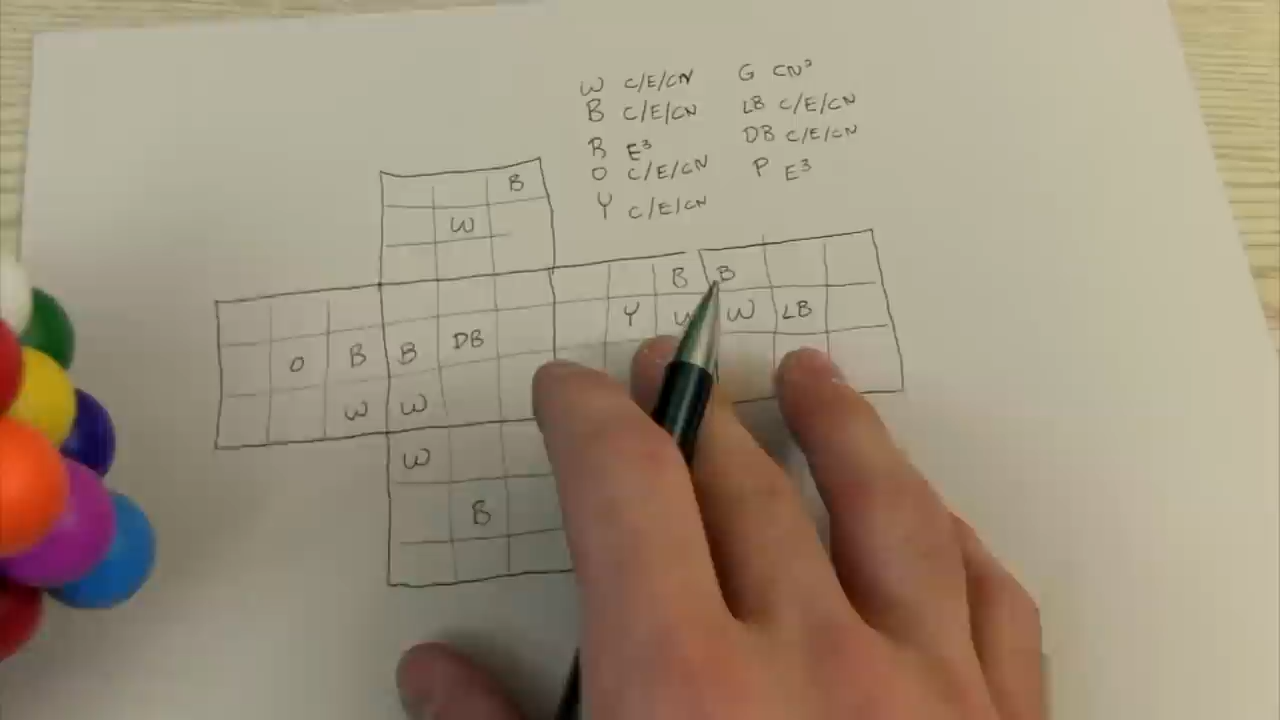 W C/E/CN G CN³
B C/E/CN LB C/E/CN
B E³ DB C/E/CN
O C/E/CN P E³
Y C/E/CN
B
W
B B
Y W W LB
O B B DB
W W
W
B